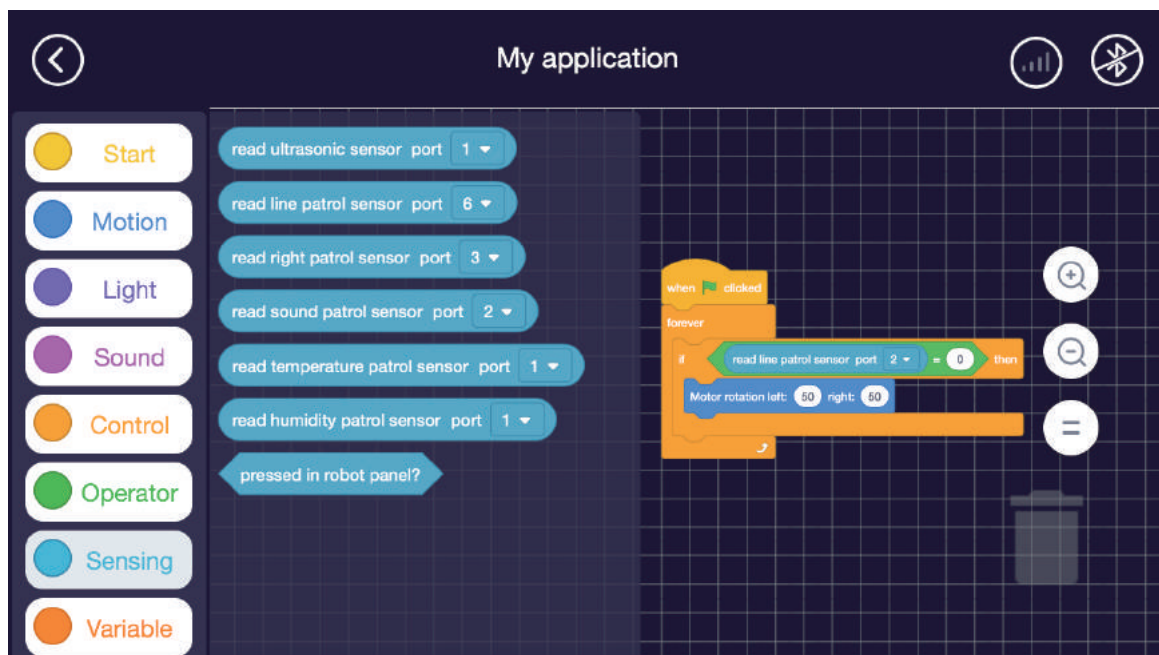 My application
Start
Motion
Light
Sound
Control
Operator
Sensing
Variable
read ultrasonic sensor port 1
read line patrol sensor port 6
read right patrol sensor port 3
read sound patrol sensor port 2
read temperature patrol sensor port 1
read humidity patrol sensor port 1
pressed in robot panel?
when clicked
forever
if read line patrol sensor port 2 = 0 then
Motor rotation left: 50 right: 50